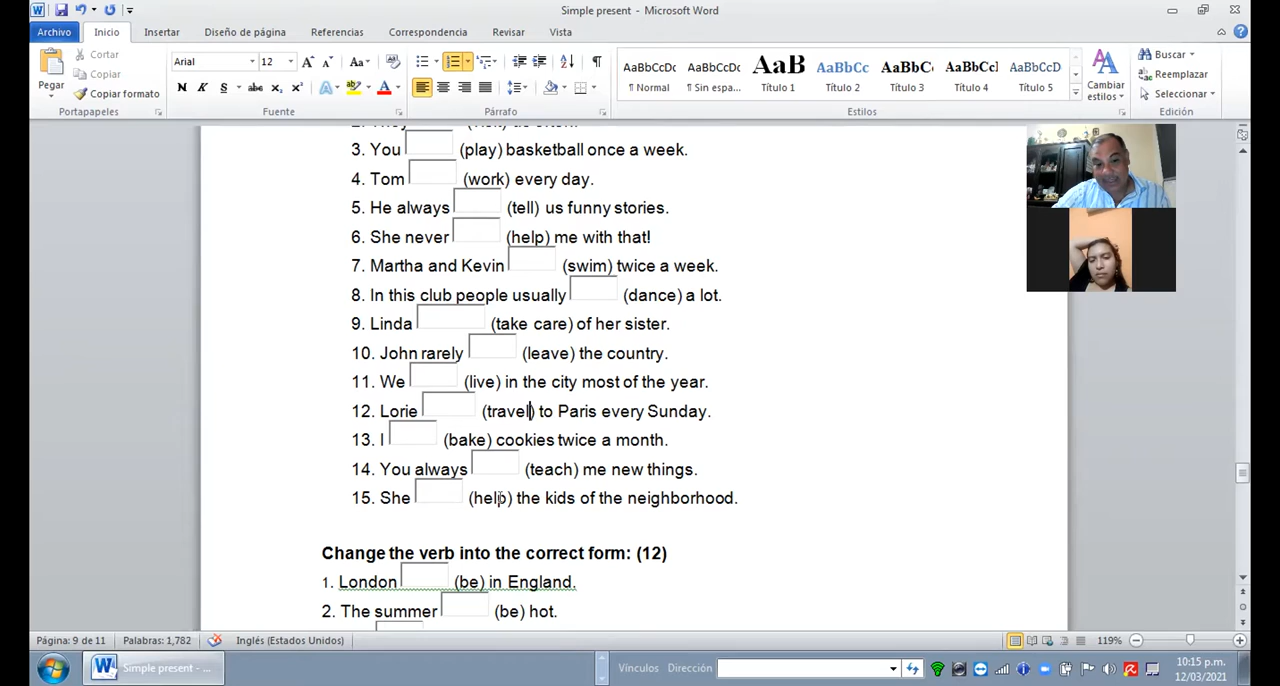 Simple present - Microsoft Word
Archivo Inicio Insertar Diseño de página Referencias Correspondencia Revisar Vista
Pegar
Cortar
Copiar
Copiar formato
Portapapeles
Arial 12
N K S abc x₂ x² A A
Fuente
Párrafo
AaBbCcDc AaBbCcDc AaB AaBbCc AaBbC AaBbCcI AaBbCcD
¶ Normal ¶ Sin espa... Título 1 Título 2 Título 3 Título 4 Título 5
Estilos
Cambiar estilos
Buscar
Reemplazar
Seleccionar
Edición
3. You (play) basketball once a week.
4. Tom (work) every day.
5. He always (tell) us funny stories.
6. She never (help) me with that!
7. Martha and Kevin (swim) twice a week.
8. In this club people usually (dance) a lot.
9. Linda (take care) of her sister.
10. John rarely (leave) the country.
11. We (live) in the city most of the year.
12. Lorie (travel) to Paris every Sunday.
13. I (bake) cookies twice a month.
14. You always (teach) me new things.
15. She (help) the kids of the neighborhood.
Change the verb into the correct form: (12)
1. London (be) in England.
2. The summer (be) hot.
Página: 9 de 11 Palabras: 1,782 Inglés (Estados Unidos) 119%
Simple present - ...
Vínculos Dirección
10:15 p.m.
12/03/2021